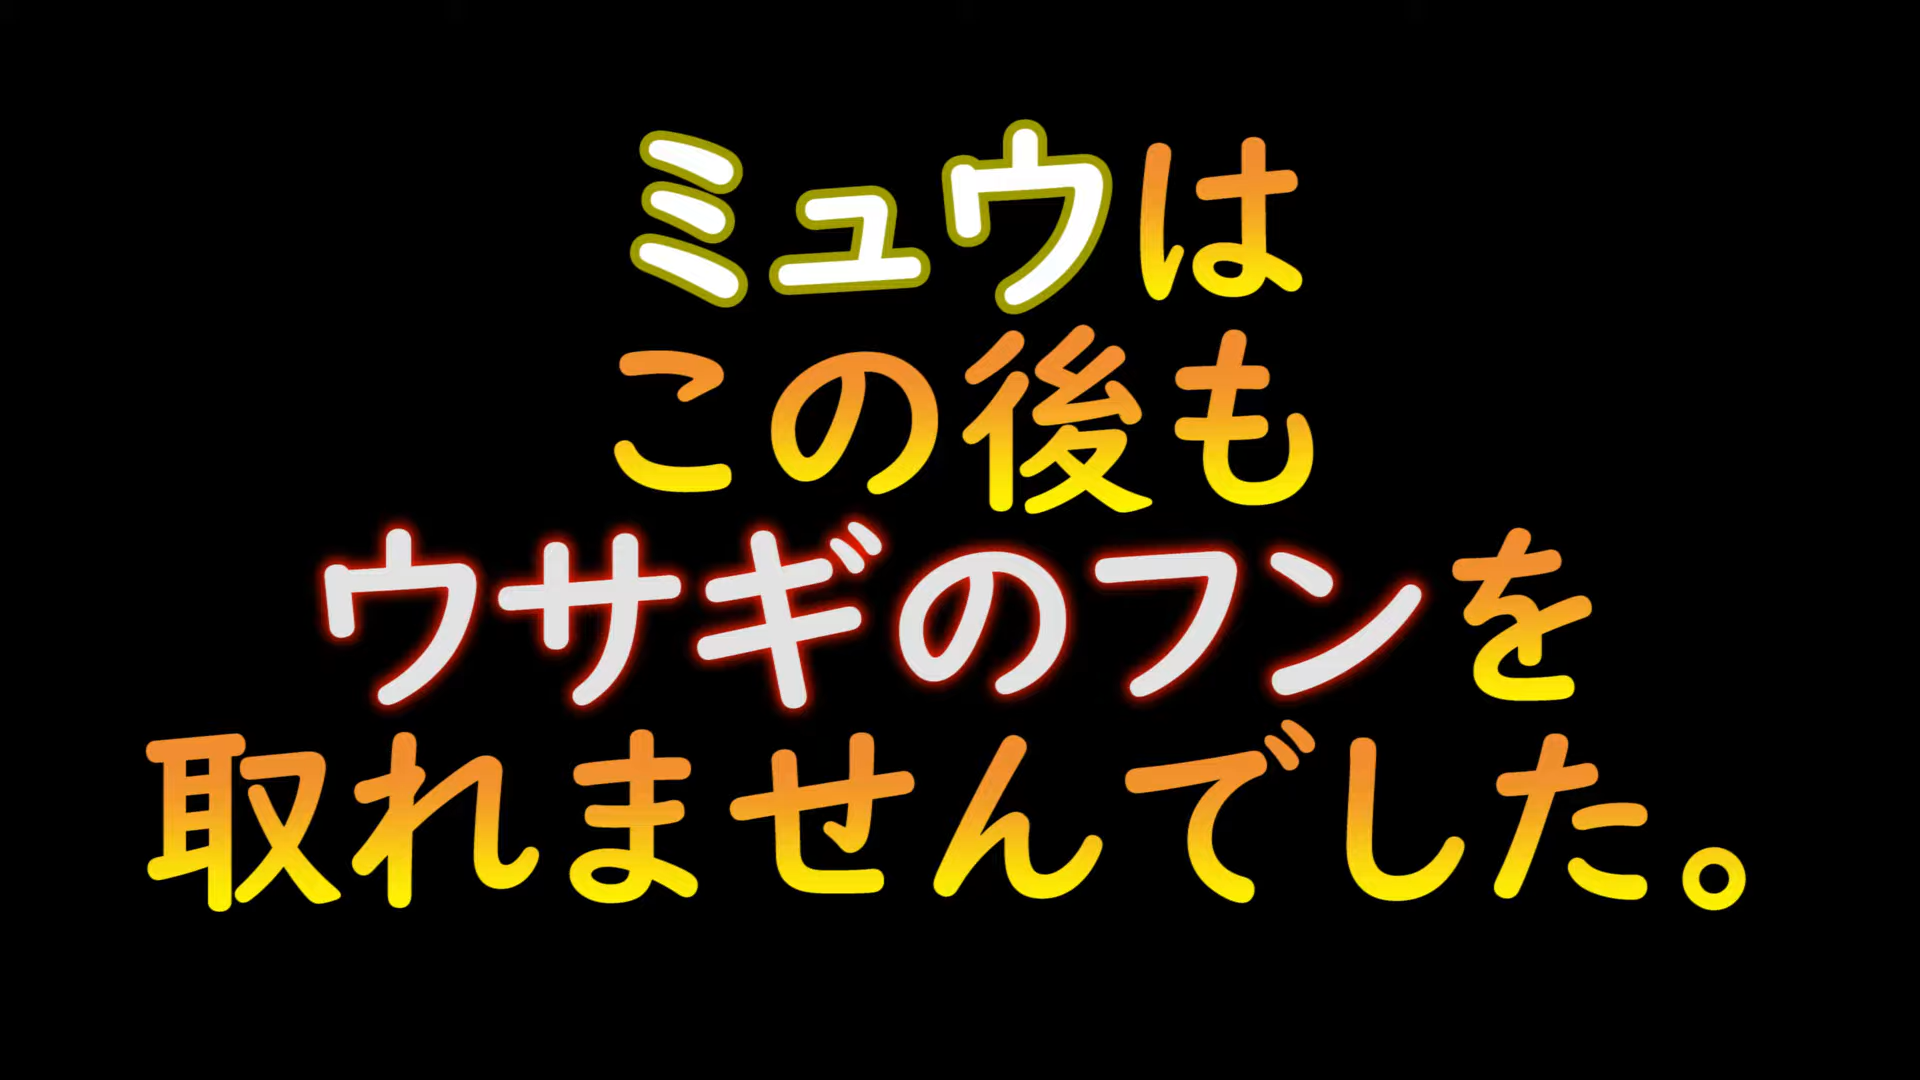 ミュウは
この後も
ウサギのフンを
取れませんでした。